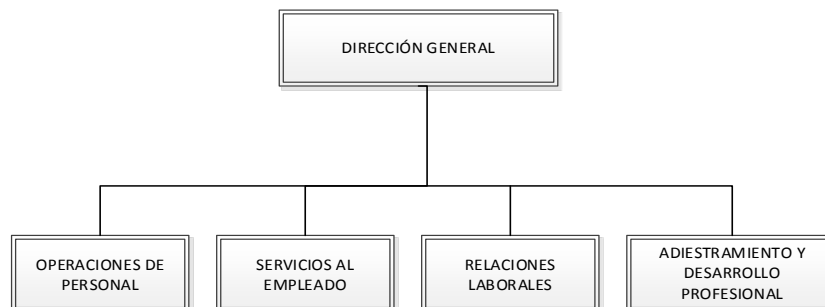 DIRECCIÓN GENERAL
OPERACIONES DE
PERSONAL
SERVICIOS AL
EMPLEADO
RELACIONES
LABORALES
ADIESTRAMIENTO Y
DESARROLLO
PROFESIONAL